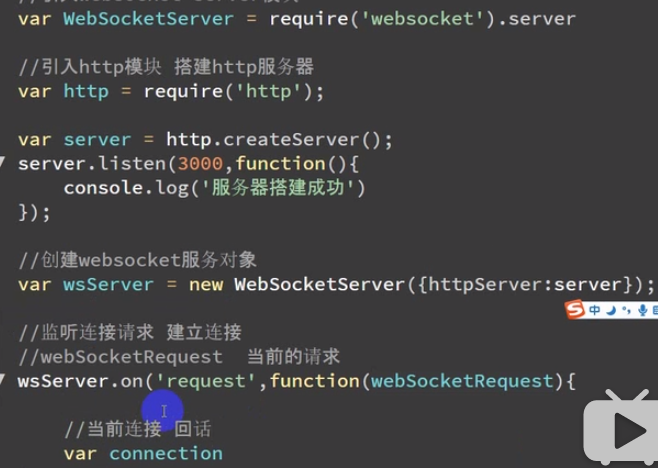 var WebSocketServer = require('websocket').server
//引入http模块 搭建http服务器
var http = require('http');
var server = http.createServer();
server.listen(3000,function(){
console.log('服务器搭建成功')
});
//创建websocket服务对象
var wsServer = new WebSocketServer({httpServer:server});
中
//监听连接请求 建立连接
//webSocketRequest 当前的请求
wsServer.on('request',function(webSocketRequest){
//当前连接 回话
var connection